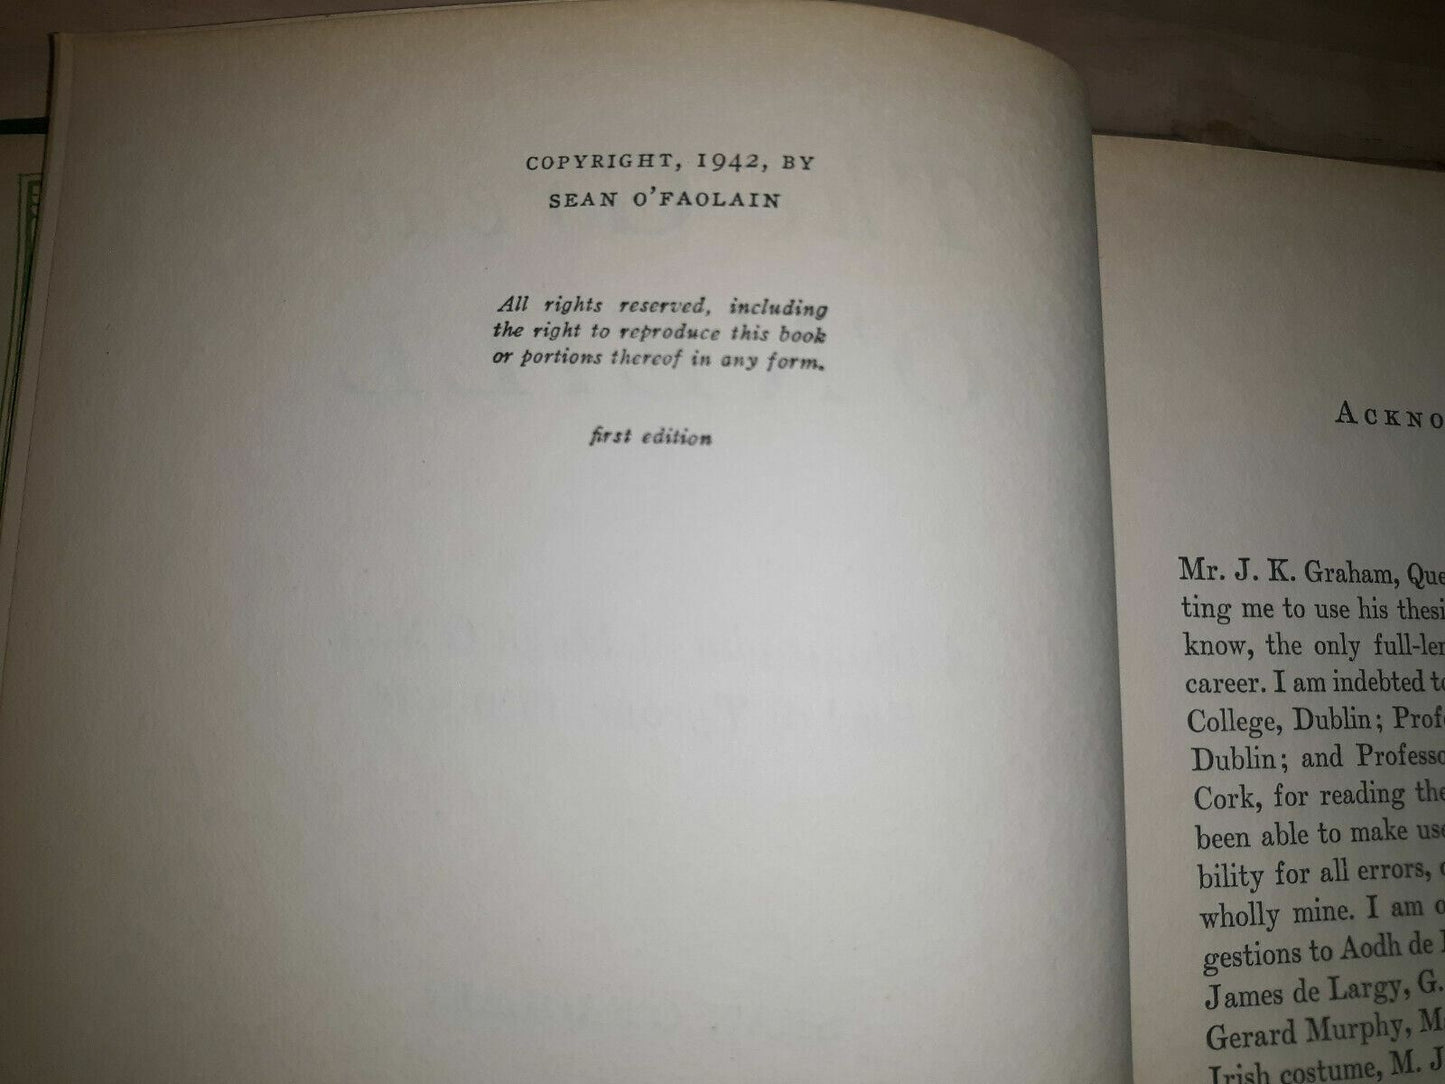 COPYRIGHT, 1942, BY
SEAN O'FAOLAIN
All rights reserved, including
the right to reproduce this book
or portions thereof in any form.
first edition
Mr. J. K. Graham,
ting me to use his
know, the only
career. I am indebted
College, Dublin;
Dublin; and
Cork, for reading
been able to make
bility for all errors,
wholly mine. I am
gestions to Aodh de
James de Largy, G.
Gerard Murphy,
Irish costume, M. J